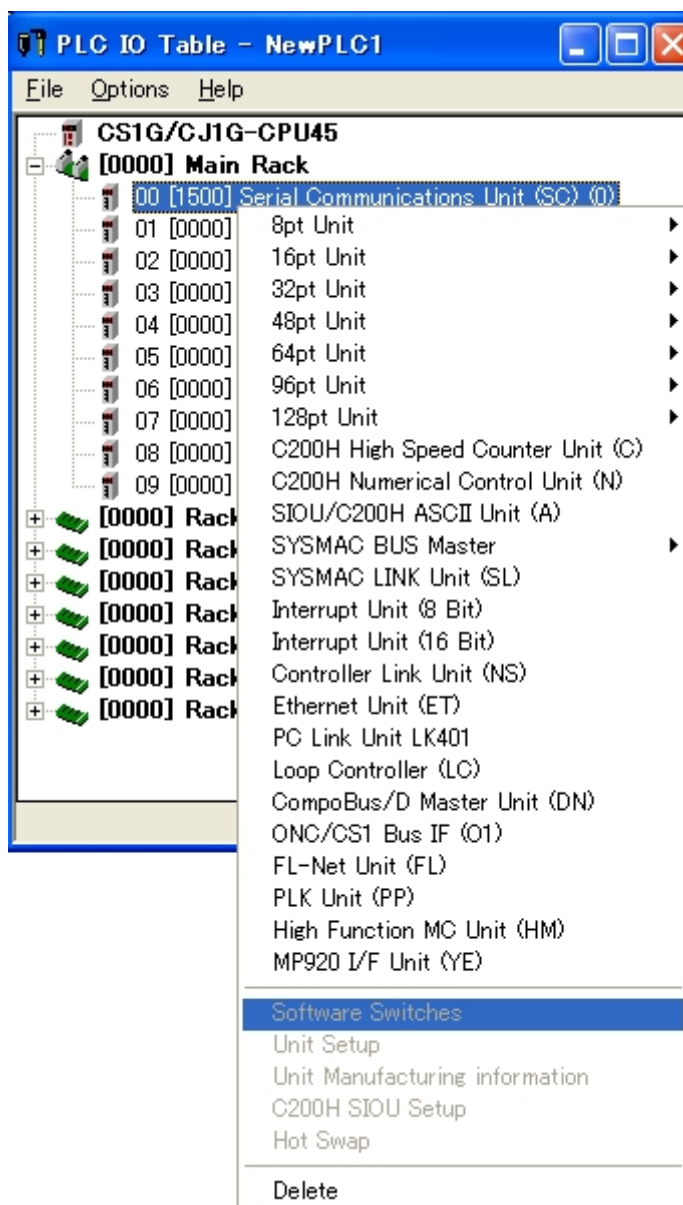 PLC IO Table - NewPLC1
File Options Help
CS1G/CJ1G-CPU45
[0000] Main Rack
00 [1500] Serial Communications Unit (SC) (0)
01 [0000]
02 [0000]
03 [0000]
04 [0000]
05 [0000]
06 [0000]
07 [0000]
08 [0000]
09 [0000]
[0000] Rack
[0000] Rack
[0000] Rack
[0000] Rack
[0000] Rack
[0000] Rack
[0000] Rack
8pt Unit
16pt Unit
32pt Unit
48pt Unit
64pt Unit
96pt Unit
128pt Unit
C200H High Speed Counter Unit (C)
C200H Numerical Control Unit (N)
SIOU/C200H ASCII Unit (A)
SYSMAC BUS Master
SYSMAC LINK Unit (SL)
Interrupt Unit (8 Bit)
Interrupt Unit (16 Bit)
Controller Link Unit (NS)
Ethernet Unit (ET)
PC Link Unit LK401
Loop Controller (LC)
CompoBus/D Master Unit (DN)
ONC/CS1 Bus IF (O1)
FL-Net Unit (FL)
PLK Unit (PP)
High Function MC Unit (HM)
MP920 I/F Unit (YE)
Software Switches
Unit Setup
Unit Manufacturing information
C200H SIOU Setup
Hot Swap
Delete